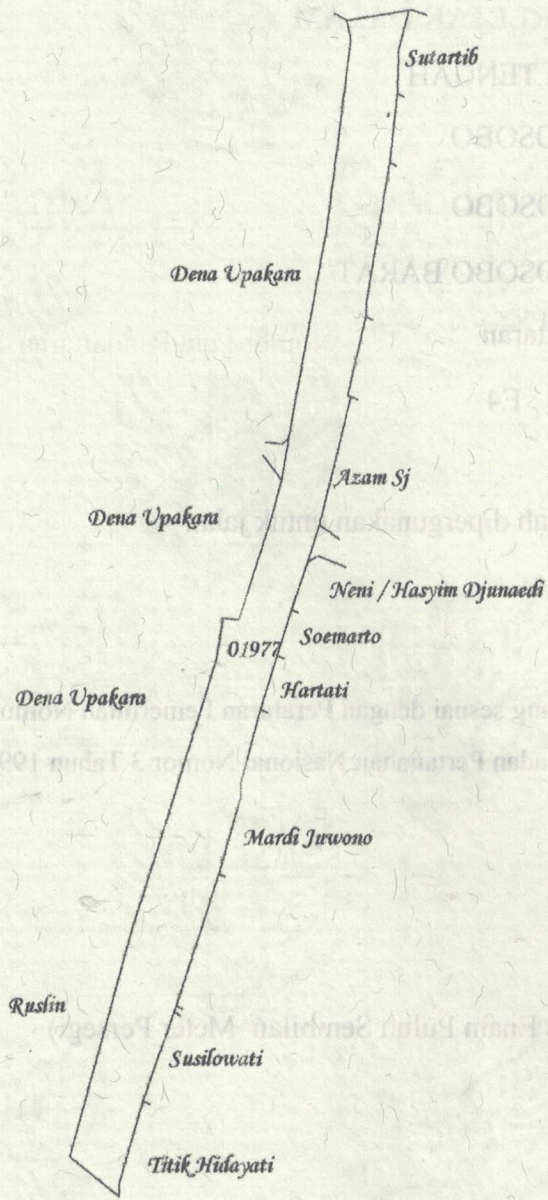 Sutartib
Dena Upakara
Azam Sj
Dena Upakara
Neni / Hasyim Djunaedi
01977
Soemarto
Hartati
Dena Upakara
Mardi Juwono
Ruslin
Susilowati
Titik Hidayati